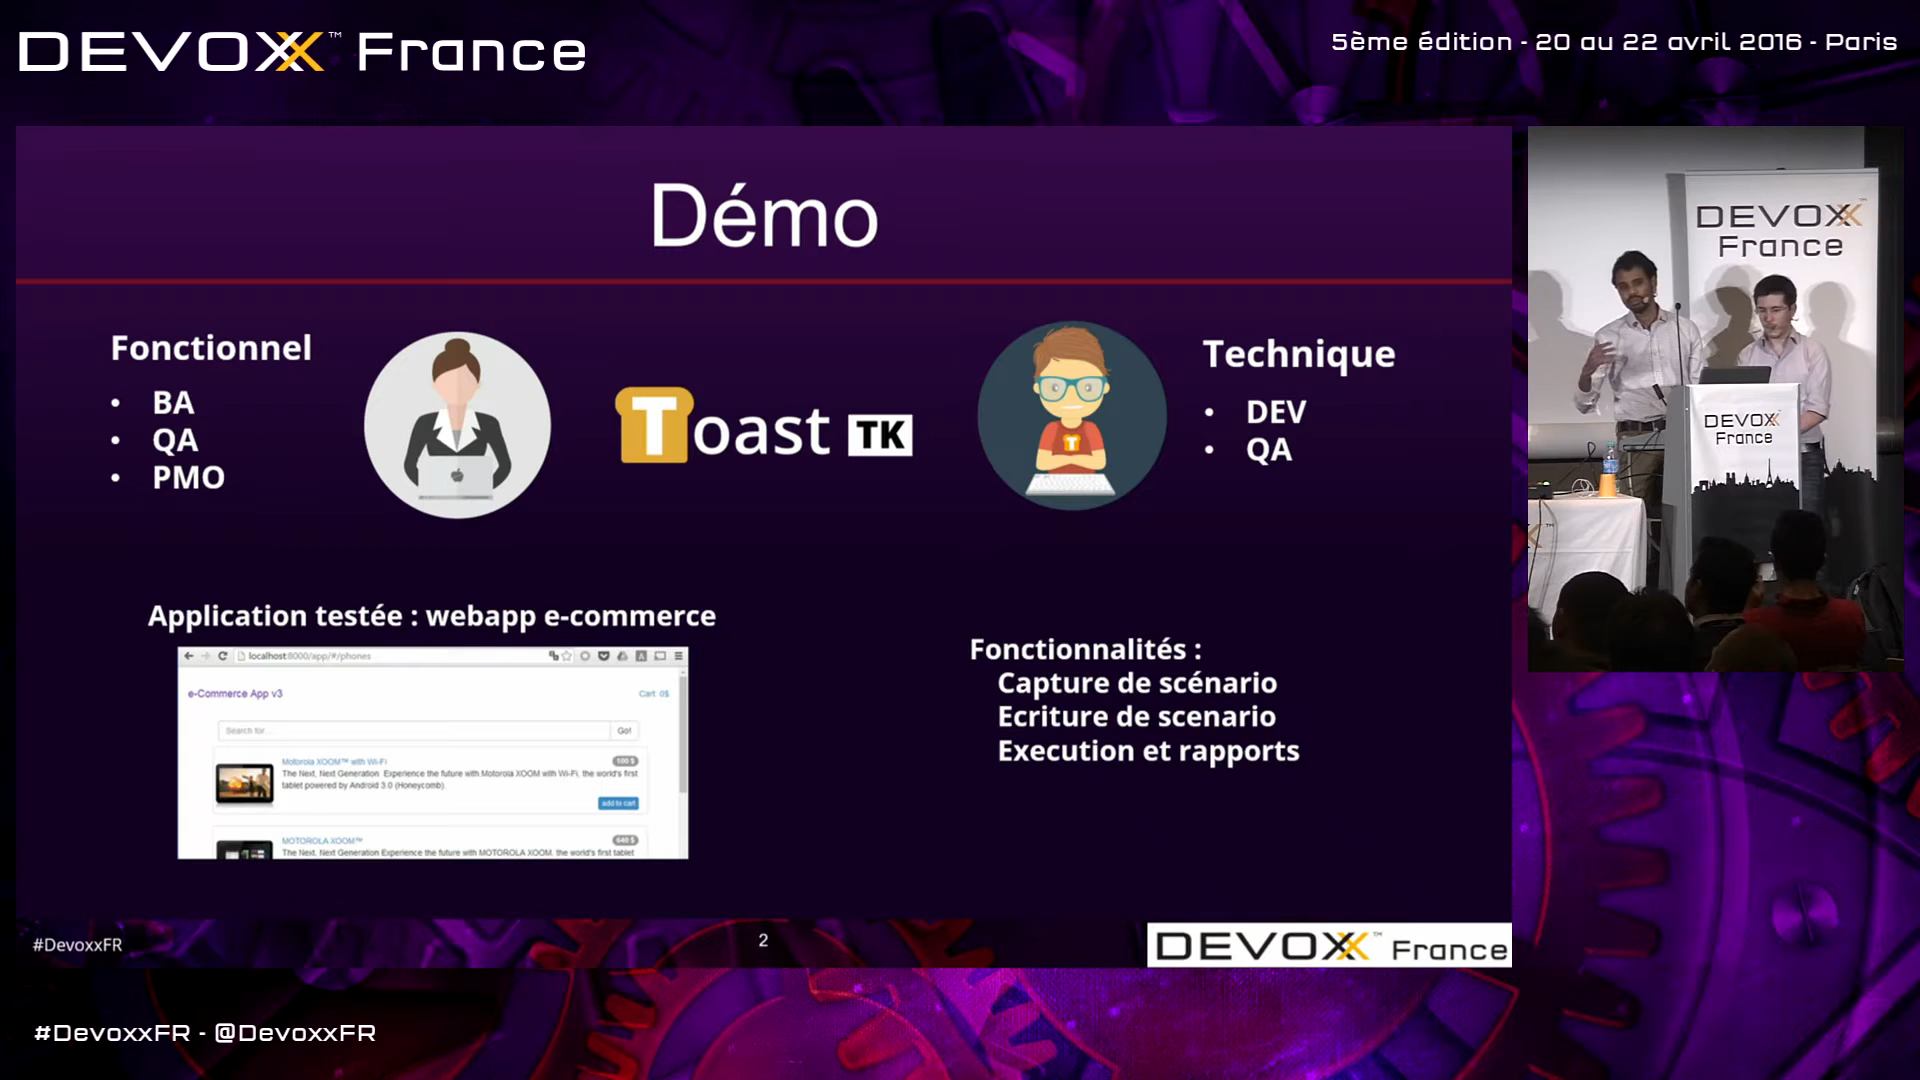 DEVOXX™ France
5ème édition - 20 au 22 avril 2016 - Paris
Démo
Fonctionnel
• BA
• QA
• PMO
Toast TK
Technique
• DEV
• QA
Application testée : webapp e-commerce
localhost:8000/app/#/phones
e-Commerce App v3
Cart 0$
Search for...
Go!
Motorola XOOM™ with Wi-Fi
100 $
The Next, Next Generation Experience the future with Motorola XOOM with Wi-Fi, the world's first
tablet powered by Android 3.0 (Honeycomb).
add to cart
MOTOROLA XOOM™
640 $
The Next, Next Generation Experience the future with MOTOROLA XOOM, the world's first tablet
Fonctionnalités :
Capture de scénario
Ecriture de scenario
Execution et rapports
#DevoxxFR
2
DEVOXX™ France
DEVOXX™
France
DEVOXX
France
#DevoxxFR - @DevoxxFR